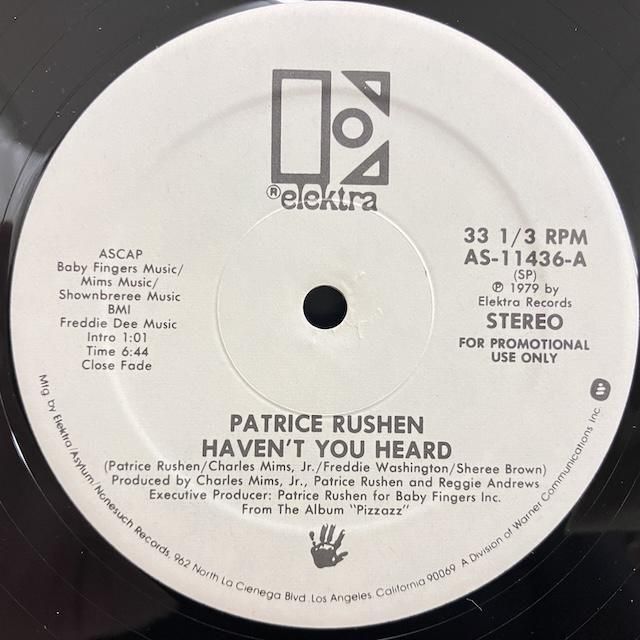 ® elektra
ASCAP
Baby Fingers Music/
Mims Music/
Shownbreree Music
BMI
Freddie Dee Music
Intro 1:01
Time 6:44
Close Fade
33 1/3 RPM
AS-11436-A
(SP)
℗ 1979 by
Elektra Records
STEREO
FOR PROMOTIONAL
USE ONLY
PATRICE RUSHEN
HAVEN'T YOU HEARD
(Patrice Rushen/Charles Mims, Jr./Freddie Washington/Sheree Brown)
Produced by Charles Mims, Jr., Patrice Rushen and Reggie Andrews
Executive Producer: Patrice Rushen for Baby Fingers Inc.
From The Album "Pizzazz"
Mfg by Elektra/Asylum/Nonesuch Records, 962 North La Cienega Blvd. Los Angeles, California 90069 A Division of Warner Communications Inc.